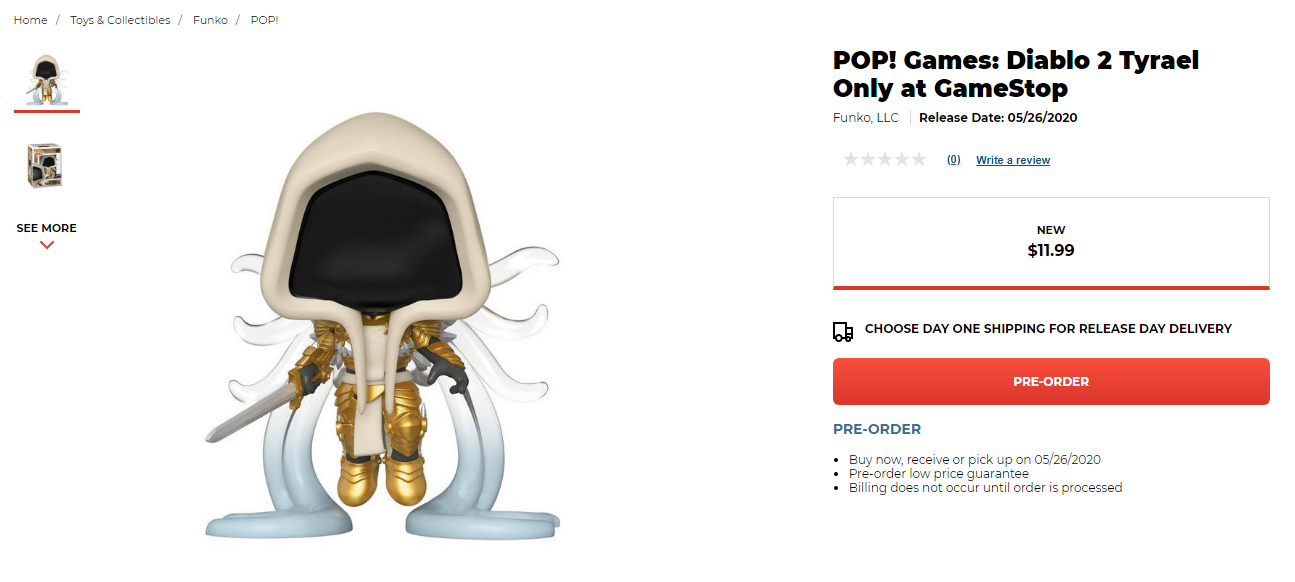 Home / Toys & Collectibles / Funko / POP!
SEE MORE
POP! Games: Diablo 2 Tyrael
Only at GameStop
Funko, LLC | Release Date: 05/26/2020
(0) Write a review
NEW
$11.99
CHOOSE DAY ONE SHIPPING FOR RELEASE DAY DELIVERY
PRE-ORDER
PRE-ORDER
• Buy now, receive or pick up on 05/26/2020
• Pre-order low price guarantee
• Billing does not occur until order is processed